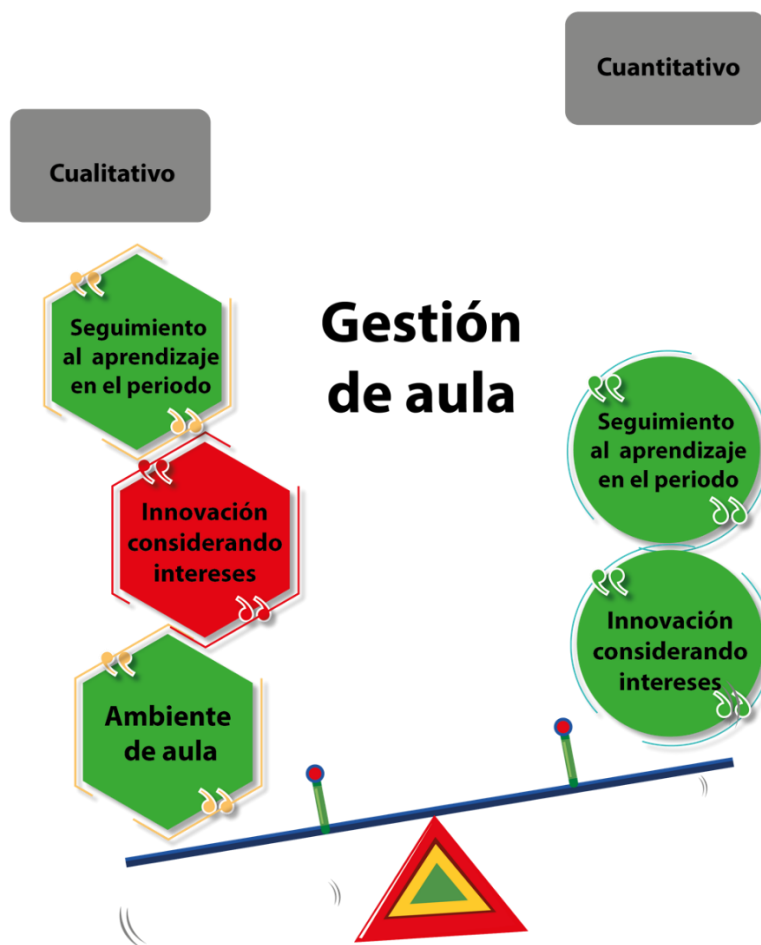 Cuantitativo
Cualitativo
Gestión
de aula
Seguimiento
al aprendizaje
en el periodo
Innovación
considerando
intereses
Ambiente
de aula
Seguimiento
al aprendizaje
en el periodo
Innovación
considerando
intereses